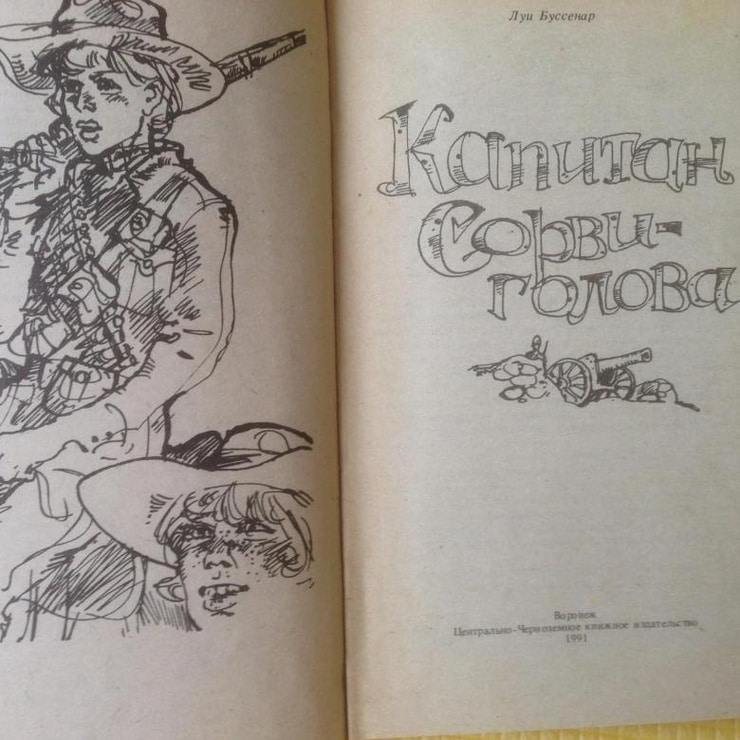 Луи Буссенар
Капитан
Сорви-
голова
Воронеж
Центрально-Черноземное книжное издательство
1991